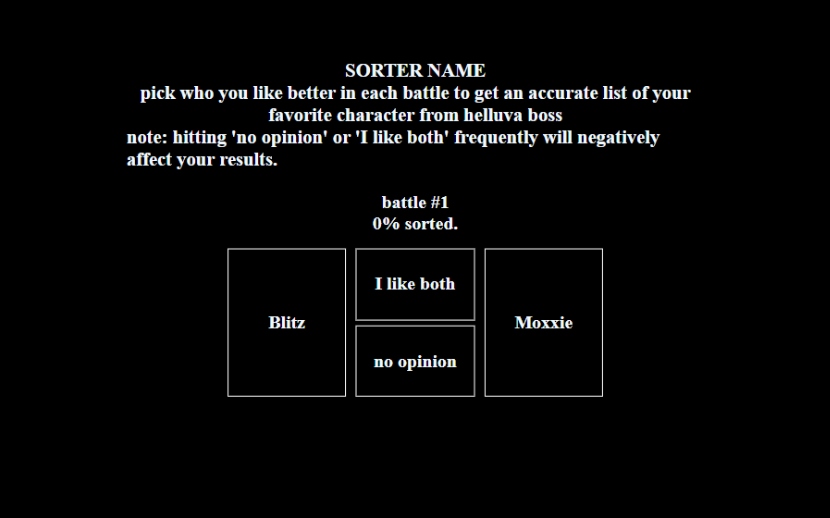 SORTER NAME
pick who you like better in each battle to get an accurate list of your
favorite character from helluva boss
note: hitting 'no opinion' or 'I like both' frequently will negatively
affect your results.
battle #1
0% sorted.
I like both
Blitz
Moxxie
no opinion